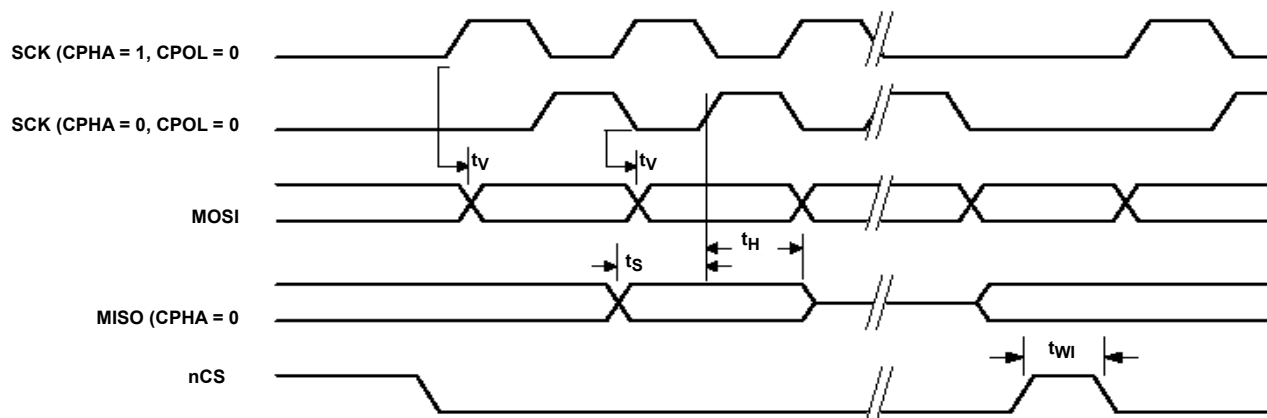 SCK (CPHA = 1, CPOL = 0
SCK (CPHA = 0, CPOL = 0
tV
tV
MOSI
tH
tS
MISO (CPHA = 0
tWI
nCS